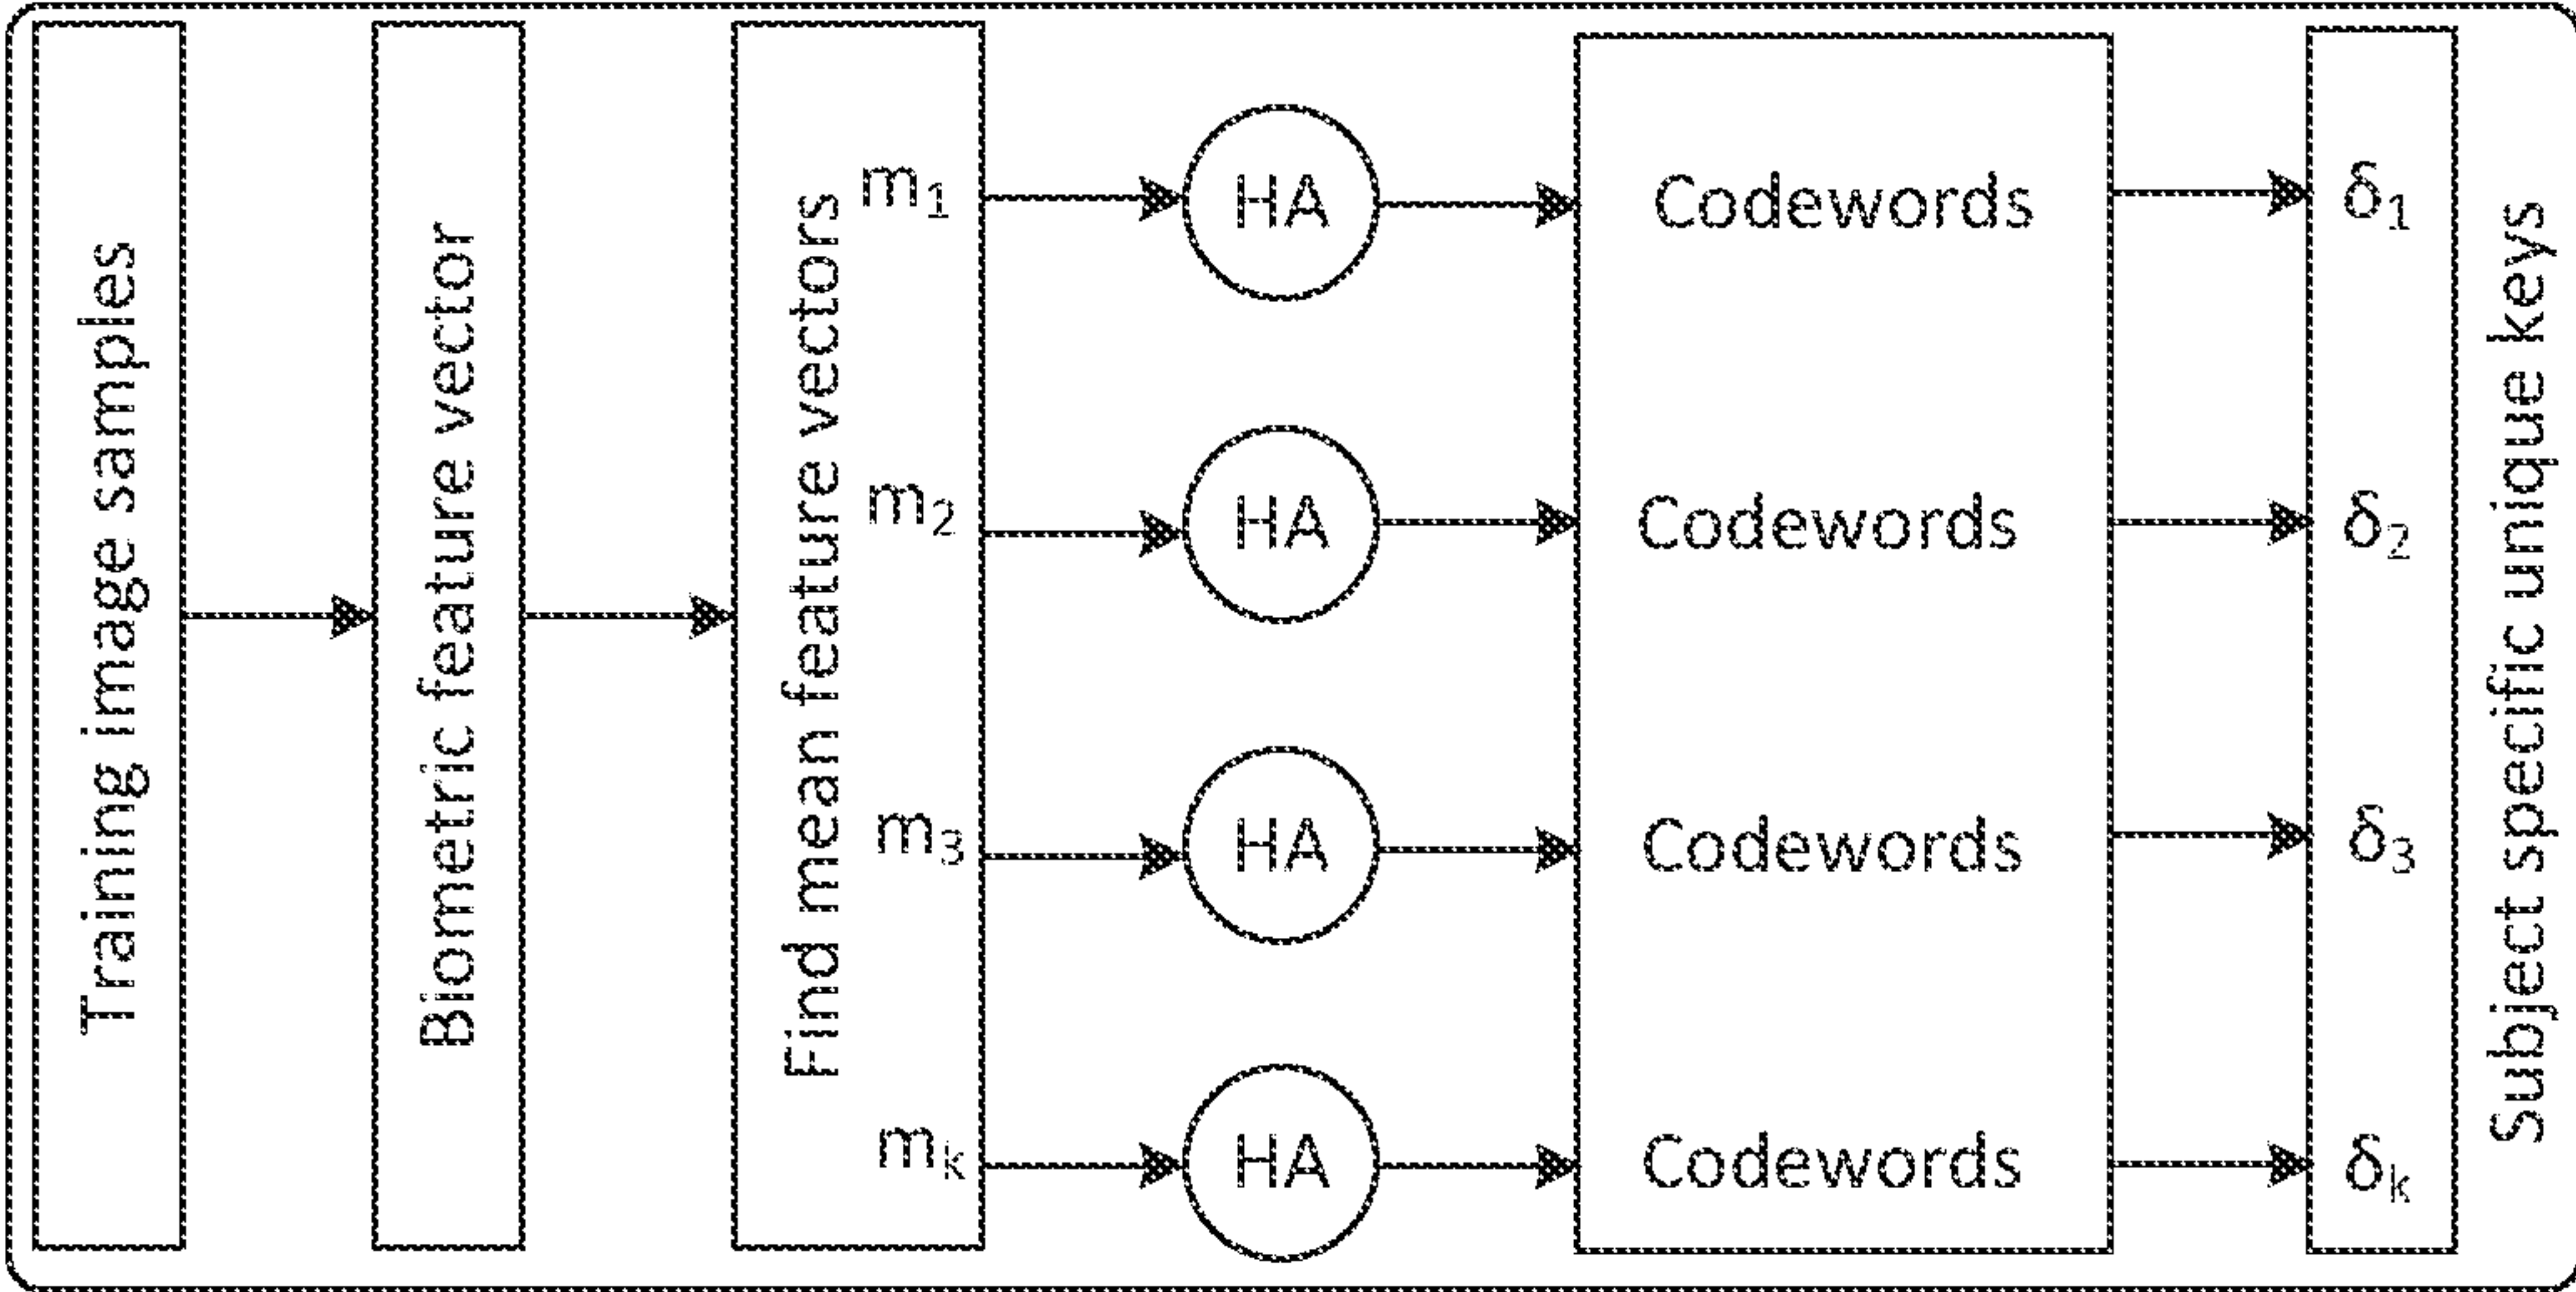 Training image samples
Biometric feature vector
Find mean feature vectors
m₁
HA
Codewords
δ₁
m₂
HA
Codewords
δ₂
m₃
HA
Codewords
δ₃
mₖ
HA
Codewords
δₖ
Subject specific unique keys